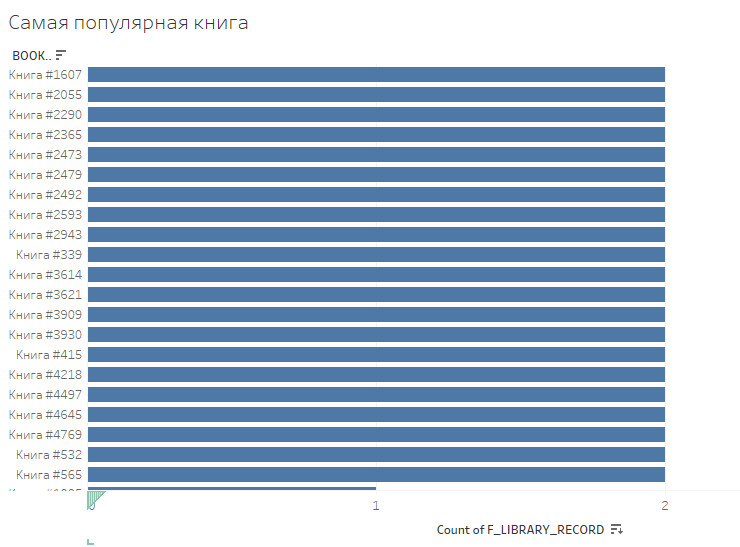 Самая популярная книга
BOOK..
Книга #1607
Книга #2055
Книга #2290
Книга #2365
Книга #2473
Книга #2479
Книга #2492
Книга #2593
Книга #2943
Книга #339
Книга #3614
Книга #3621
Книга #3909
Книга #3930
Книга #415
Книга #4218
Книга #4497
Книга #4645
Книга #4769
Книга #532
Книга #565
0 1 2
Count of F_LIBRARY_RECORD